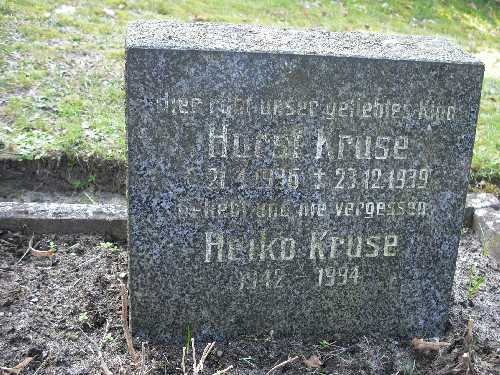 Hier ruht unser geliebtes Kind
Horst Kruse
* 21.4.1936 ‡ 23.12.1939
Geliebt und nie vergessen
Heiko Kruse
1942 1994